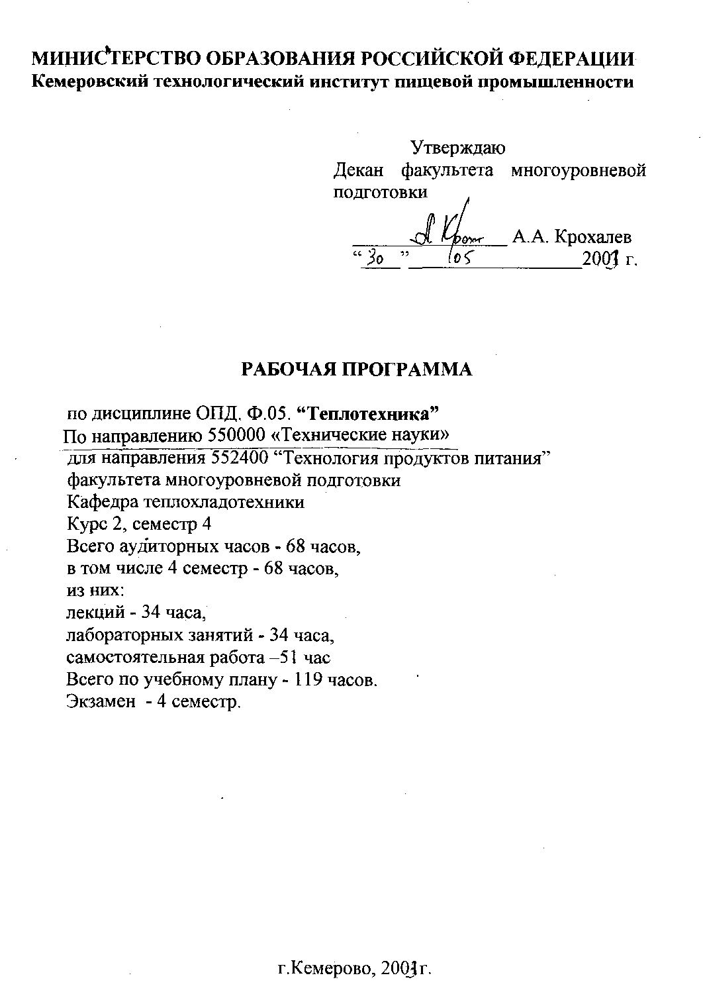 МИНИСТЕРСТВО ОБРАЗОВАНИЯ РОССИЙСКОЙ ФЕДЕРАЦИИ
Кемеровский технологический институт пищевой промышленности
Утверждаю
Декан факультета многоуровневой
подготовки
А.А. Крохалев
“ 30 ” 05 г.
РАБОЧАЯ ПРОГРАММА
по дисциплине ОПД. Ф.05. “Теплотехника”
По направлению 550000 «Технические науки»
для направления 552400 “Технология продуктов питания”
факультета многоуровневой подготовки
Кафедра теплохладотехники
Курс 2, семестр 4
Всего аудиторных часов - 68 часов,
в том числе 4 семестр - 68 часов,
из них:
лекций - 34 часа,
лабораторных занятий - 34 часа,
самостоятельная работа –51 час
Всего по учебному плану - 119 часов.
Экзамен - 4 семестр.
г.Кемерово, г.